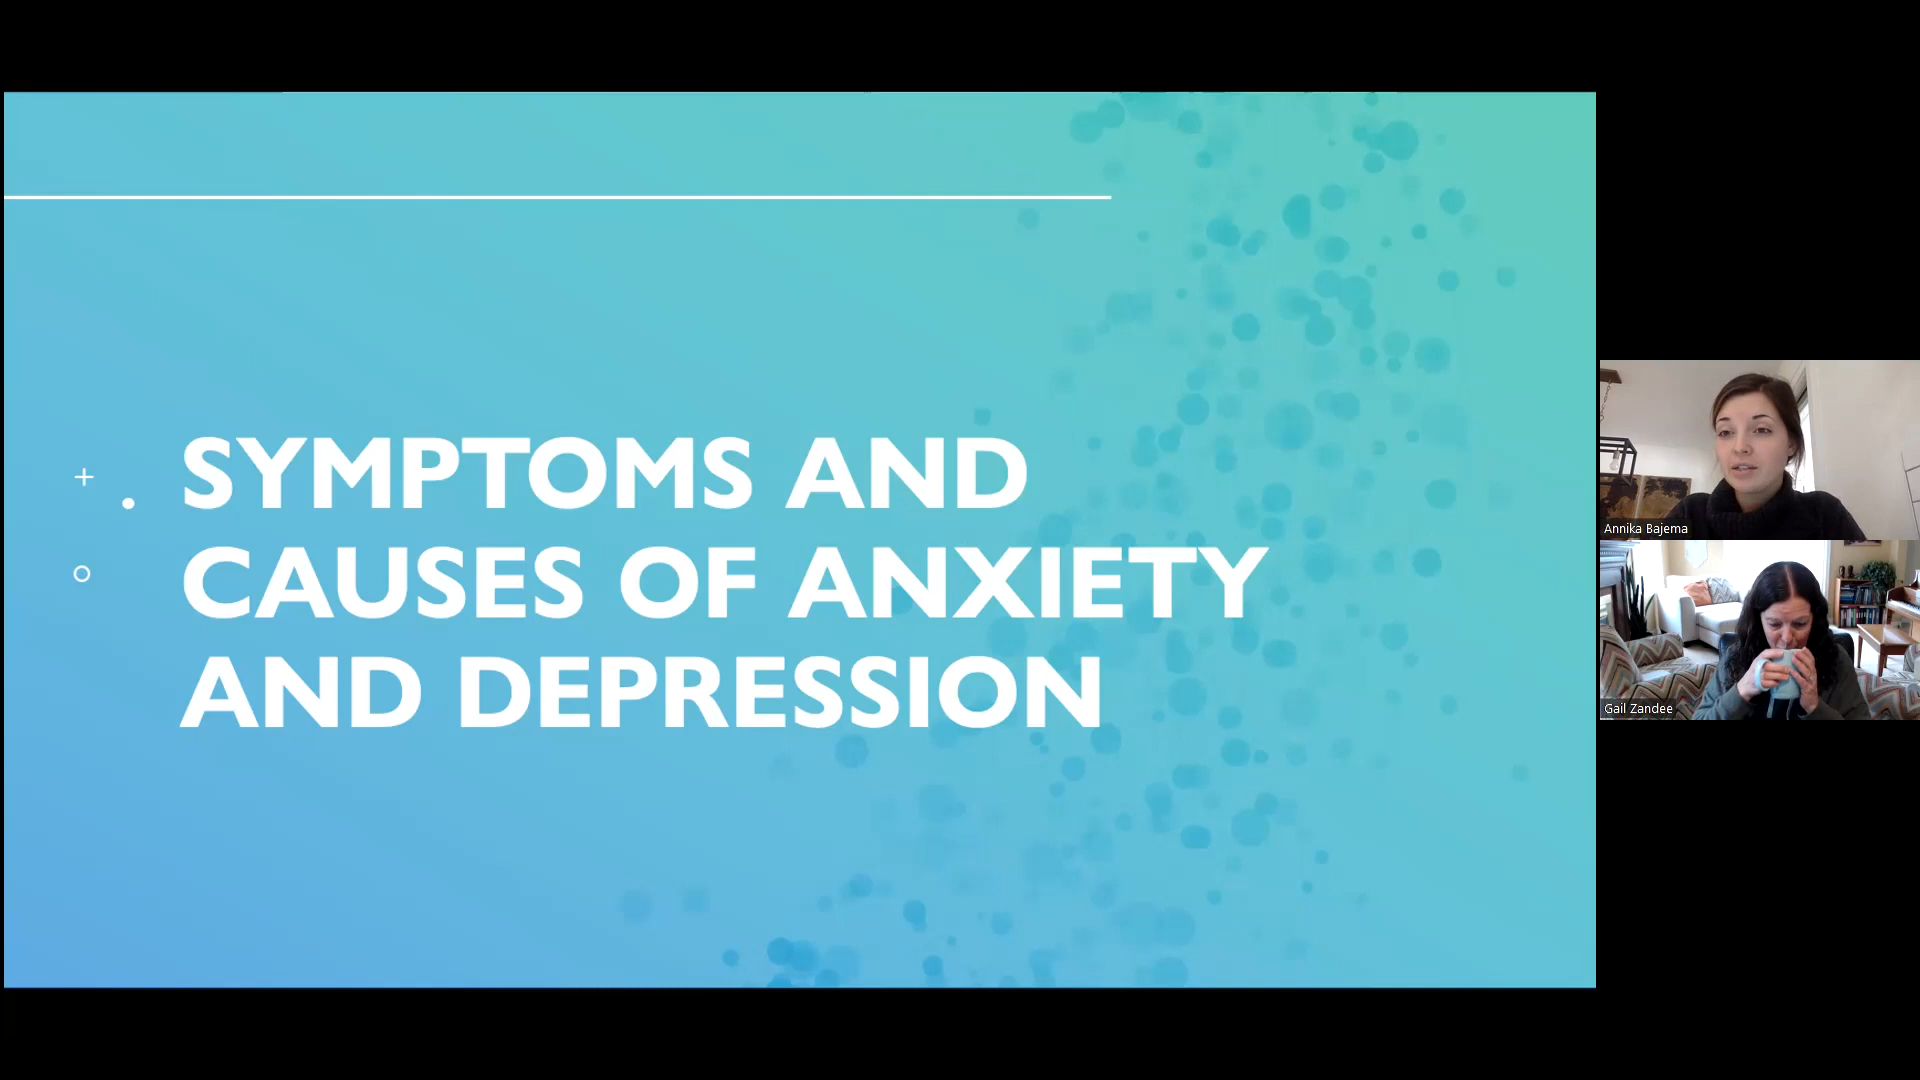 SYMPTOMS AND
CAUSES OF ANXIETY
AND DEPRESSION
Annika Bajema
Gail Zandee